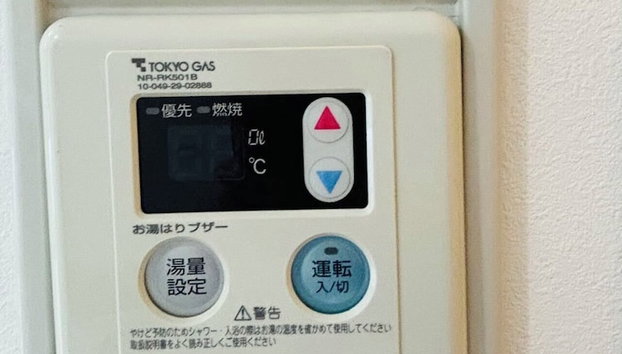 TOKYO GAS
NR-RK501B
10-049-29-02888
優先 燃焼
0ℓ
℃
お湯はりブザー
湯量
設定
運転
入/切
⚠警告
やけど予防のためシャワー・入浴の際はお湯の温度を確かめて使用してください
取扱説明書をよく読み正しくご使用ください